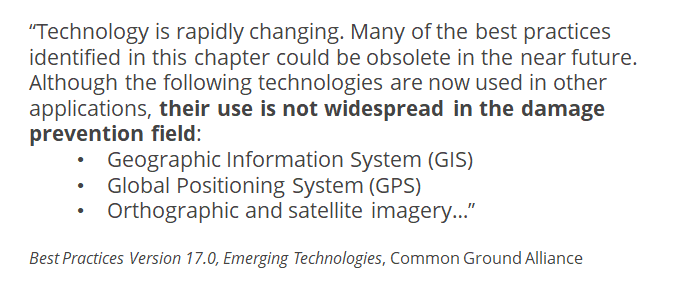 “Technology is rapidly changing. Many of the best practices
identified in this chapter could be obsolete in the near future.
Although the following technologies are now used in other
applications, their use is not widespread in the damage
prevention field:
• Geographic Information System (GIS)
• Global Positioning System (GPS)
• Orthographic and satellite imagery…”
Best Practices Version 17.0, Emerging Technologies, Common Ground Alliance